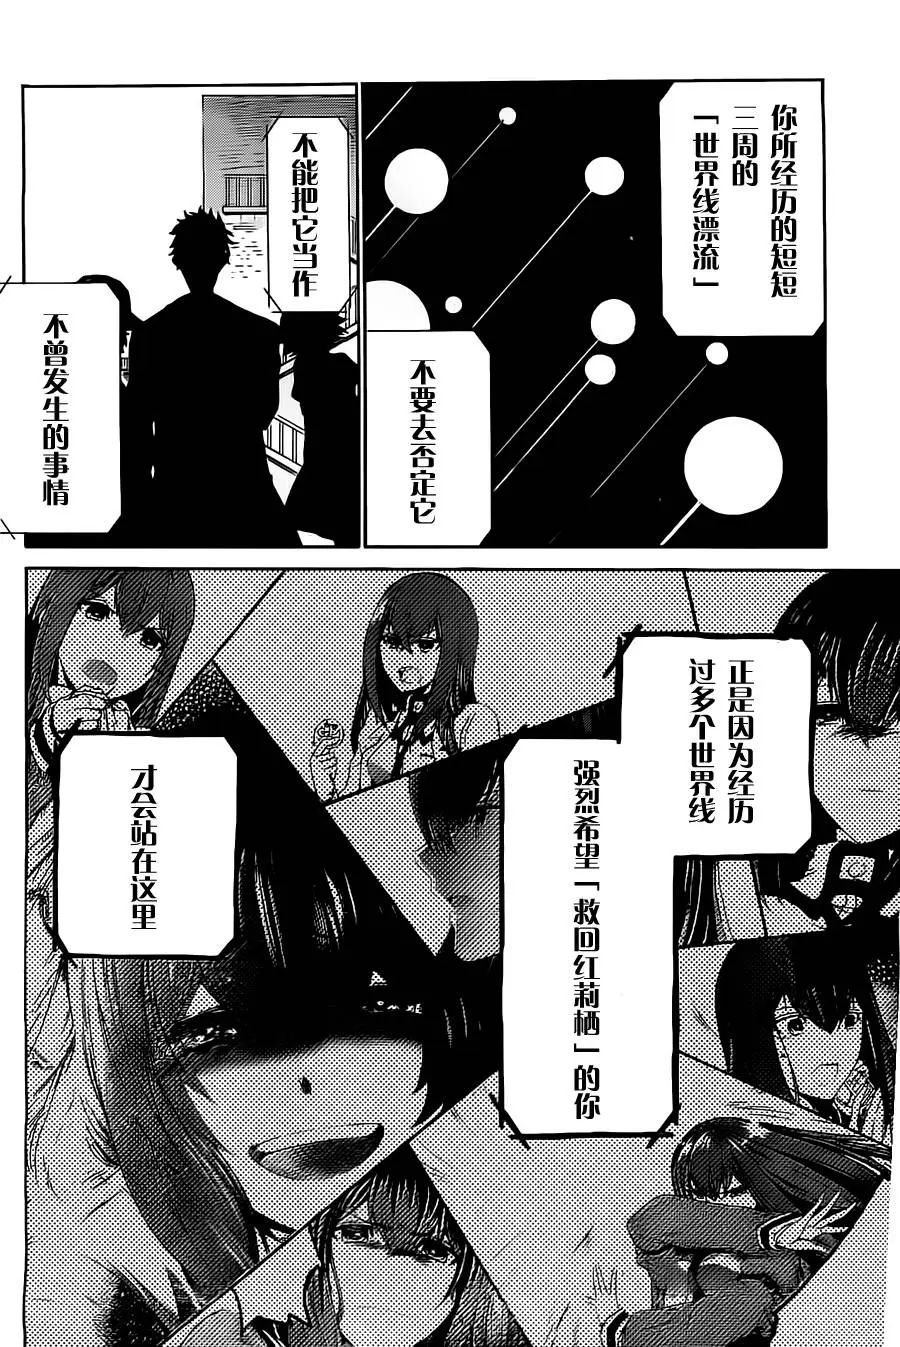 你所经历的短短
三周的
「世界线漂流」
不要去否定它
不能把它当作
不曾发生的事情
正是因为经历
过多个世界线
强烈希望「救回红莉栖」的你
才会站在这里